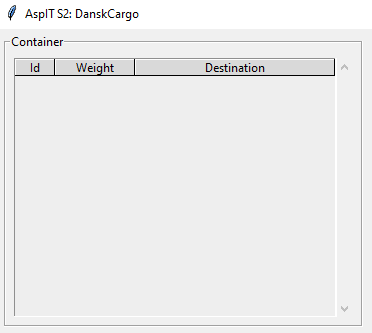 AspIT S2: DanskCargo
Container
Id Weight Destination